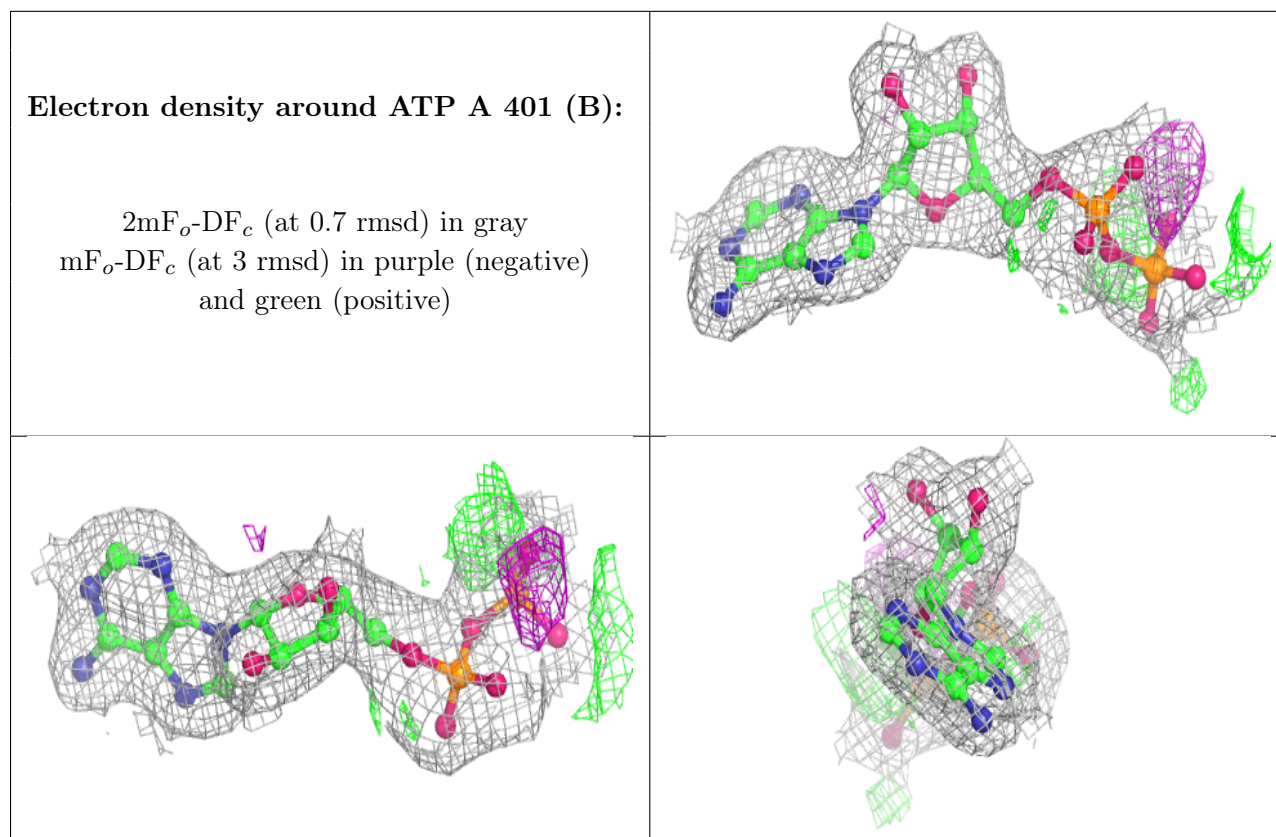 Electron density around ATP A 401 (B):
2mFₒ-DF𝒸 (at 0.7 rmsd) in gray
mFₒ-DF𝒸 (at 3 rmsd) in purple (negative)
and green (positive)